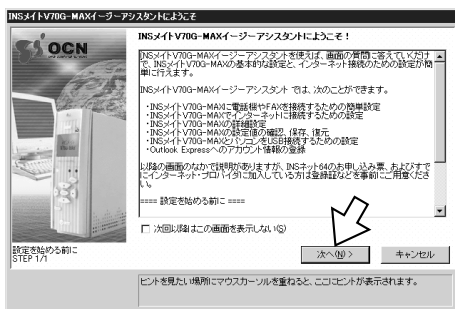 INSメイトV70G-MAXイージーアシスタントにようこそ
OCN
INSメイトV70G-MAXイージーアシスタントにようこそ！
INSメイトV70G-MAXイージーアシスタントを使えば、画面の質問に答えていくだけ
で、INSメイトV70G-MAXの基本的な設定と、インターネット接続のための設定が簡
単に行えます。
INSメイトV70G-MAXイージーアシスタント では、次のことができます。
・INSメイトV70G-MAXに電話機やFAXを接続するための簡単設定
・INSメイトV70G-MAXでインターネットに接続するための設定
・INSメイトV70G-MAXの詳細設定
・INSメイトV70G-MAXの設定値の確認、保存、復元
・INSメイトV70G-MAXとパソコンをUSB接続するための設定
・Outlook Expressへのアカウント情報の登録
以降の画面のなかで説明がありますが、INSネット64のお申し込み票、およびすで
にインターネット・プロバイダに加入している方は登録証などを事前にご用意くださ
い。
==== 設定を始める前に ====
次回以降はこの画面を表示しない(S)
設定を始める前に
STEP 1/1
次へ(N) >
キャンセル
ヒントを見たい場所にマウスカーソルを重ねると、ここにヒントが表示されます。